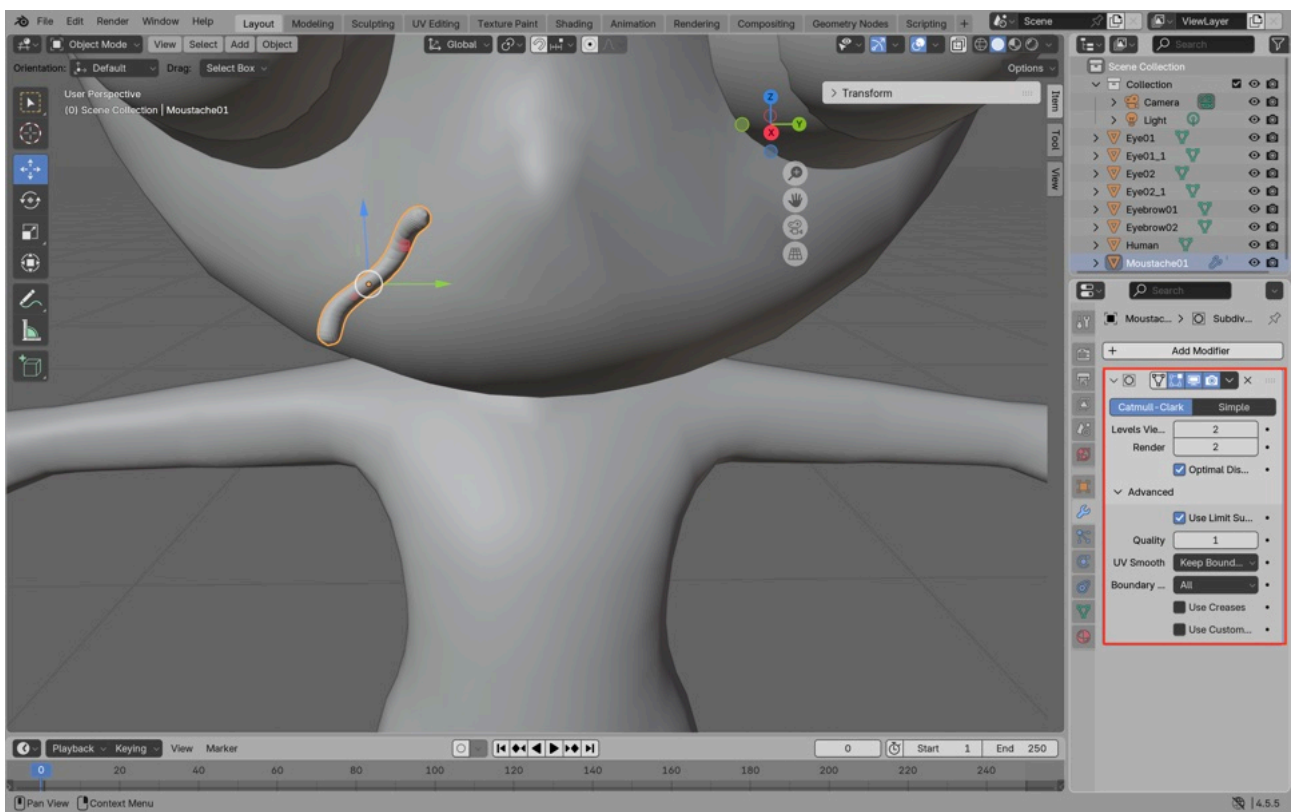 File Edit Render Window Help Layout Modeling Sculpting UV Editing Texture Paint Shading Animation Rendering Compositing Geometry Nodes Scripting + Scene ViewLayer
Object Mode View Select Add Object Global Search
Orientation: Default Drag: Select Box Options
User Perspective
(0) Scene Collection | Moustache01
Transform
Item
Tool
View
Z
Y
X
Scene Collection
Collection
Camera
Light
Eye01
Eye01_1
Eye02
Eye02_1
Eyebrow01
Eyebrow02
Human
Moustache01
Search
Moustac... > Subdiv...
+ Add Modifier
Catmull-Clark Simple
Levels Vie... 2
Render 2
Optimal Dis...
Advanced
Use Limit Su...
Quality 1
UV Smooth Keep Bound...
Boundary ... All
Use Creases
Use Custom...
Playback Keying View Marker 0 Start 1 End 250
0 20 40 60 80 100 120 140 160 180 200 220 240
Pan View Context Menu 4.5.5